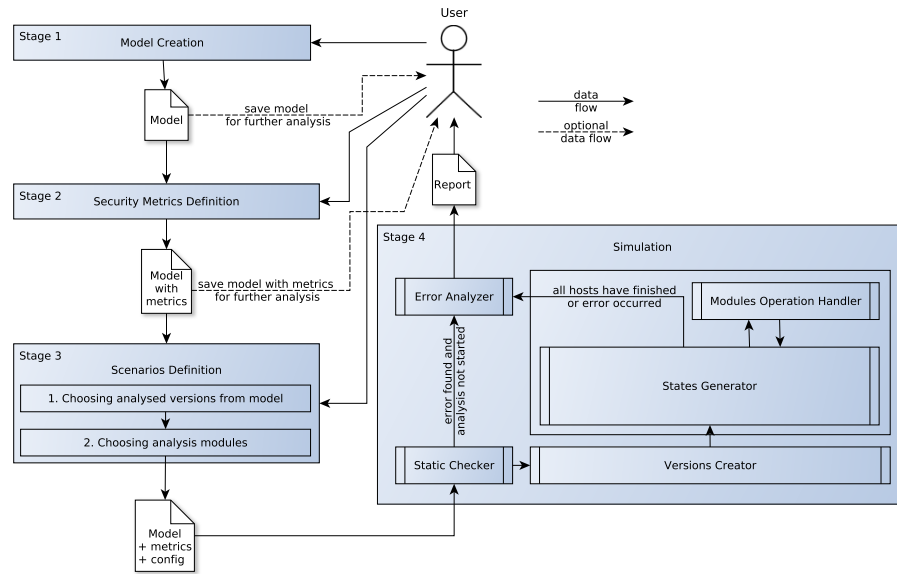 User
Stage 1
Model Creation
Model
save model
for further analysis
data
flow
optional
data flow
Report
Stage 2
Security Metrics Definition
Model
with
metrics
save model with metrics
for further analysis
Stage 3
Scenarios Definition
1. Choosing analysed versions from model
2. Choosing analysis modules
Model
+ metrics
+ config
Stage 4
Simulation
Error Analyzer
all hosts have finished
or error occurred
Modules Operation Handler
States Generator
error found and
analysis not started
Static Checker
Versions Creator